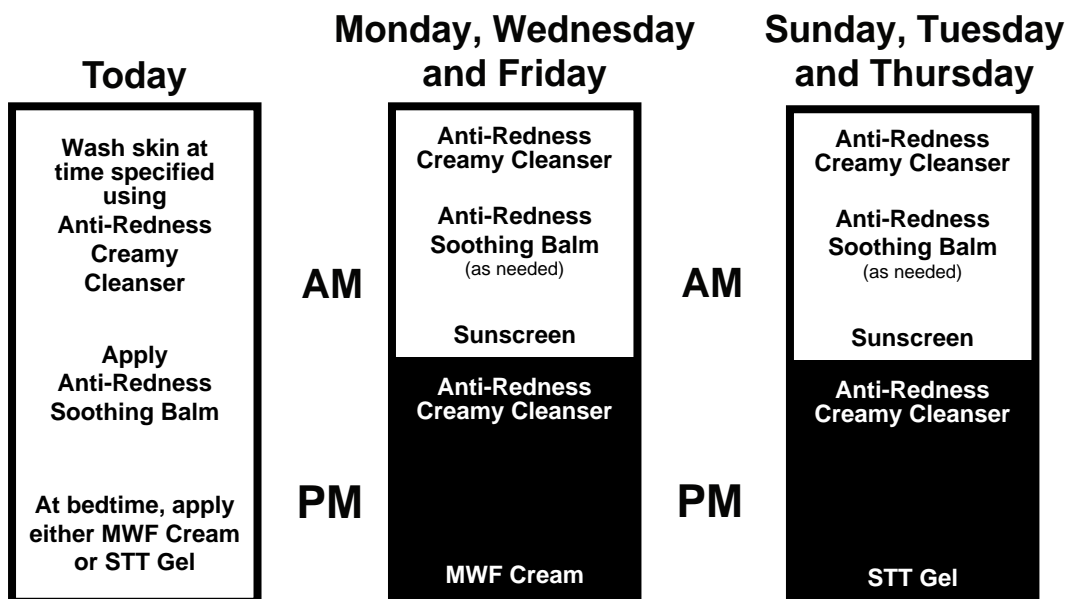 Today
Wash skin at
time specified
using
Anti-Redness
Creamy
Cleanser
Apply
Anti-Redness
Soothing Balm
At bedtime, apply
either MWF Cream
or STT Gel
Monday, Wednesday
and Friday
AM
Anti-Redness
Creamy Cleanser
Anti-Redness
Soothing Balm
(as needed)
Sunscreen
PM
Anti-Redness
Creamy Cleanser
MWF Cream
Sunday, Tuesday
and Thursday
AM
Anti-Redness
Creamy Cleanser
Anti-Redness
Soothing Balm
(as needed)
Sunscreen
PM
Anti-Redness
Creamy Cleanser
STT Gel